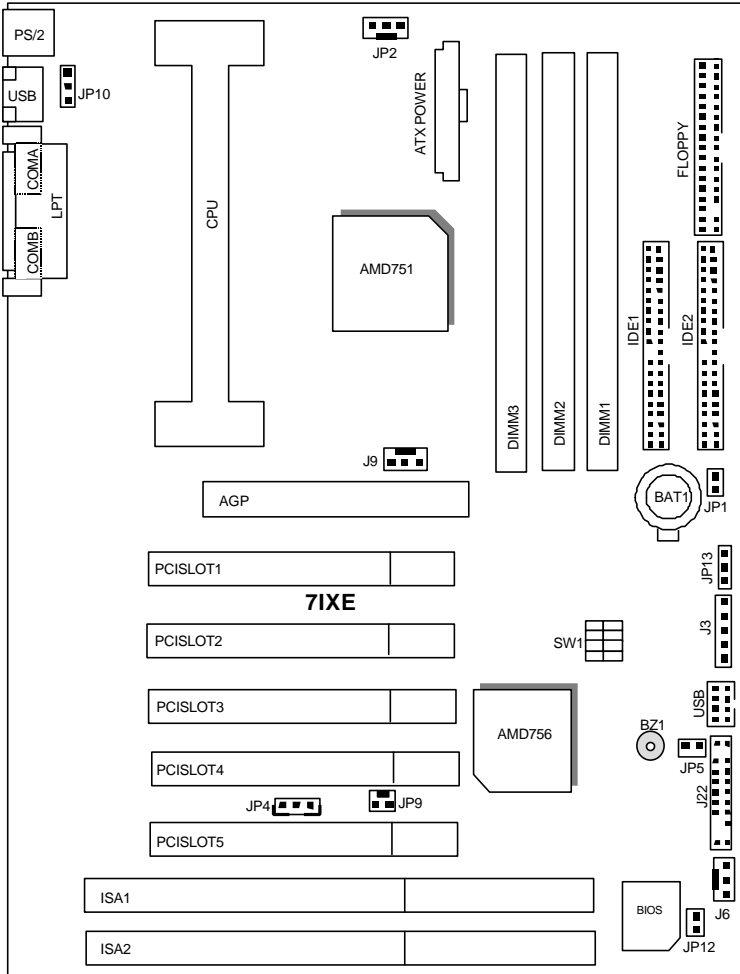 PS/2
JP2
USB
JP10
ATX POWER
FLOPPY
COMA
LPT
COMB
CPU
AMD751
IDE1
IDE2
DIMM3
DIMM2
DIMM1
J9
AGP
BAT1
JP1
PCISLOT1
JP13
7IXE
PCISLOT2
SW1
J3
PCISLOT3
USB
AMD756
BZ1
PCISLOT4
JP5
J22
JP4
JP9
PCISLOT5
ISA1
BIOS
J6
ISA2
JP12